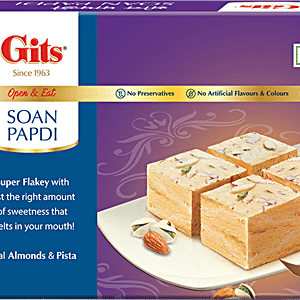 Gits®
Since 1963
Open & Eat
No Preservatives
No Artificial Flavours & Colours
SOAN
PAPDI
uper Flakey with
st the right amount
of sweetness that
elts in your mouth!
al Almonds & Pista